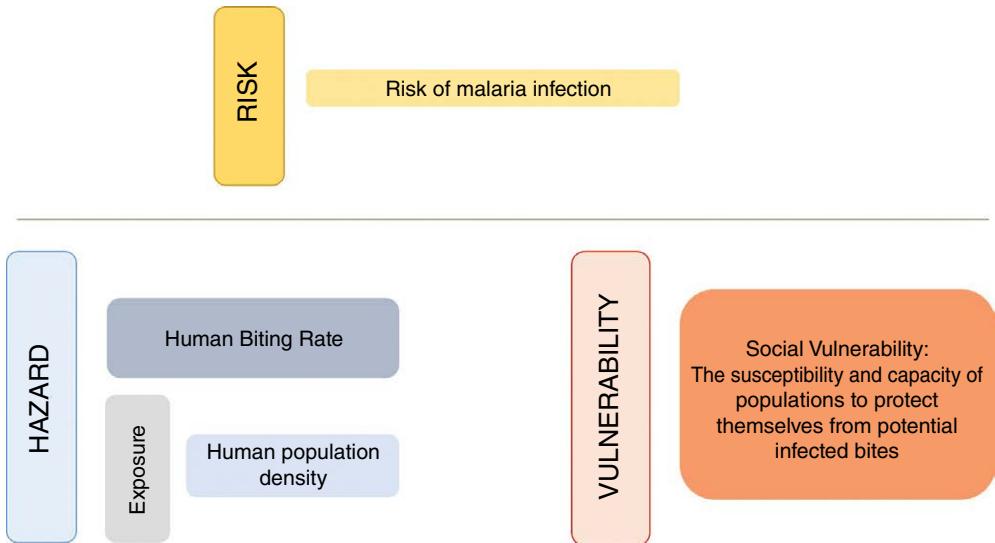 RISK
Risk of malaria infection
HAZARD
Human Biting Rate
Exposure
Human population
density
VULNERABILITY
Social Vulnerability:
The susceptibility and capacity of
populations to protect
themselves from potential
infected bites